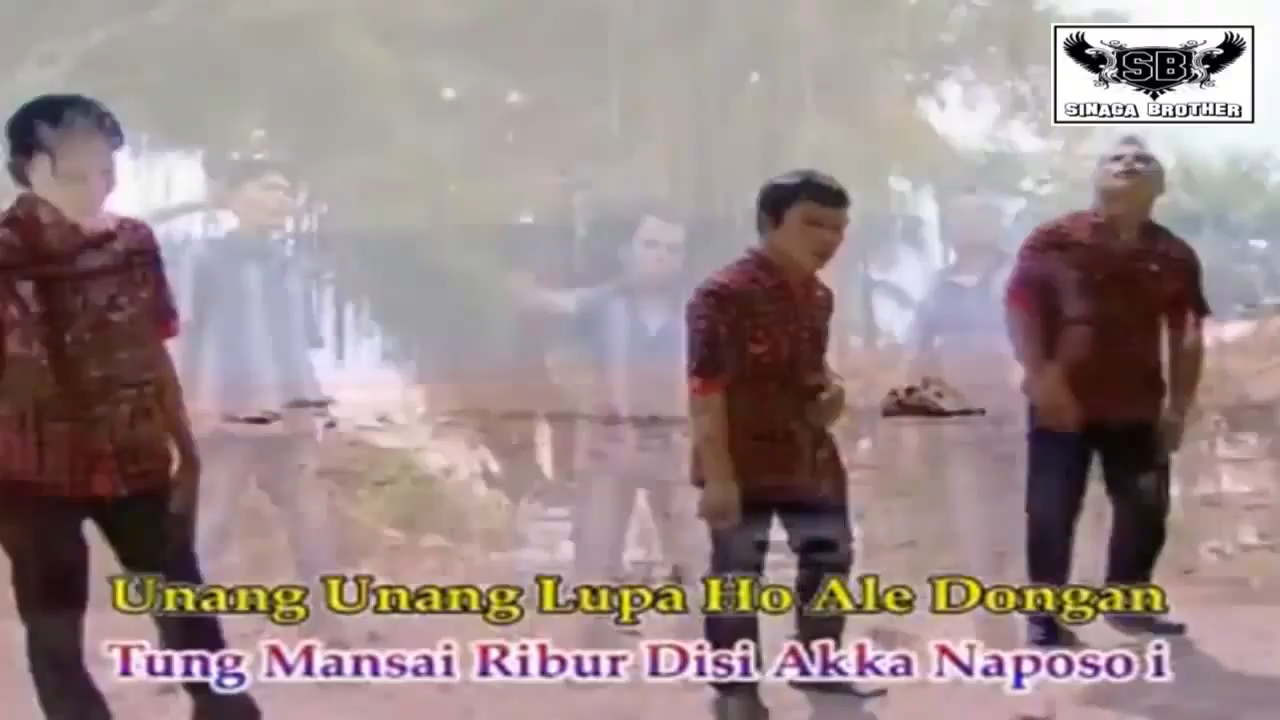 SB
SINAGA BROTHER
Unang Unang Lupa Ho Ale Dongan
Tung Mansai Ribur Disi Akka Naposo i